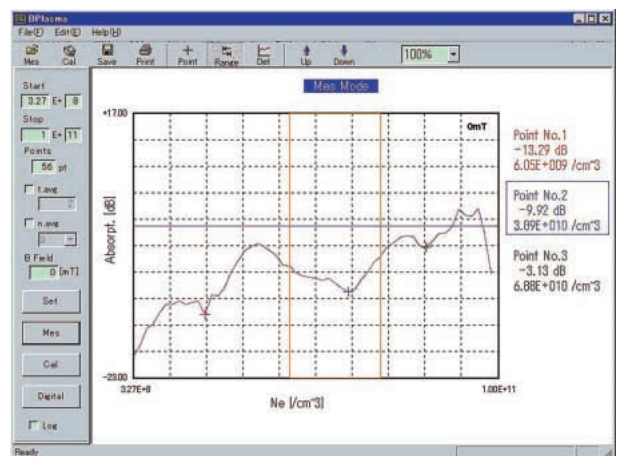 BPlasma
File(F) Edit(E) Help(H)
Mes Cal Save Print Point Range Det Up Down 100%
Start
3.27 E+ 8
Stop
1 E+ 11
Points
56 pt
t.avg
2
n.avg
B Field
0 [mT]
Set
Mes
Cal
Digital
Log
Ready
Mes Mode
+17.00
0mT
Absorpt. [dB]
-23.00
3.27E+8
1.00E+11
Ne [/cm^3]
Point No.1
-13.29 dB
6.05E+009 /cm^3
Point No.2
-9.92 dB
3.89E+010 /cm^3
Point No.3
-3.13 dB
6.88E+010 /cm^3